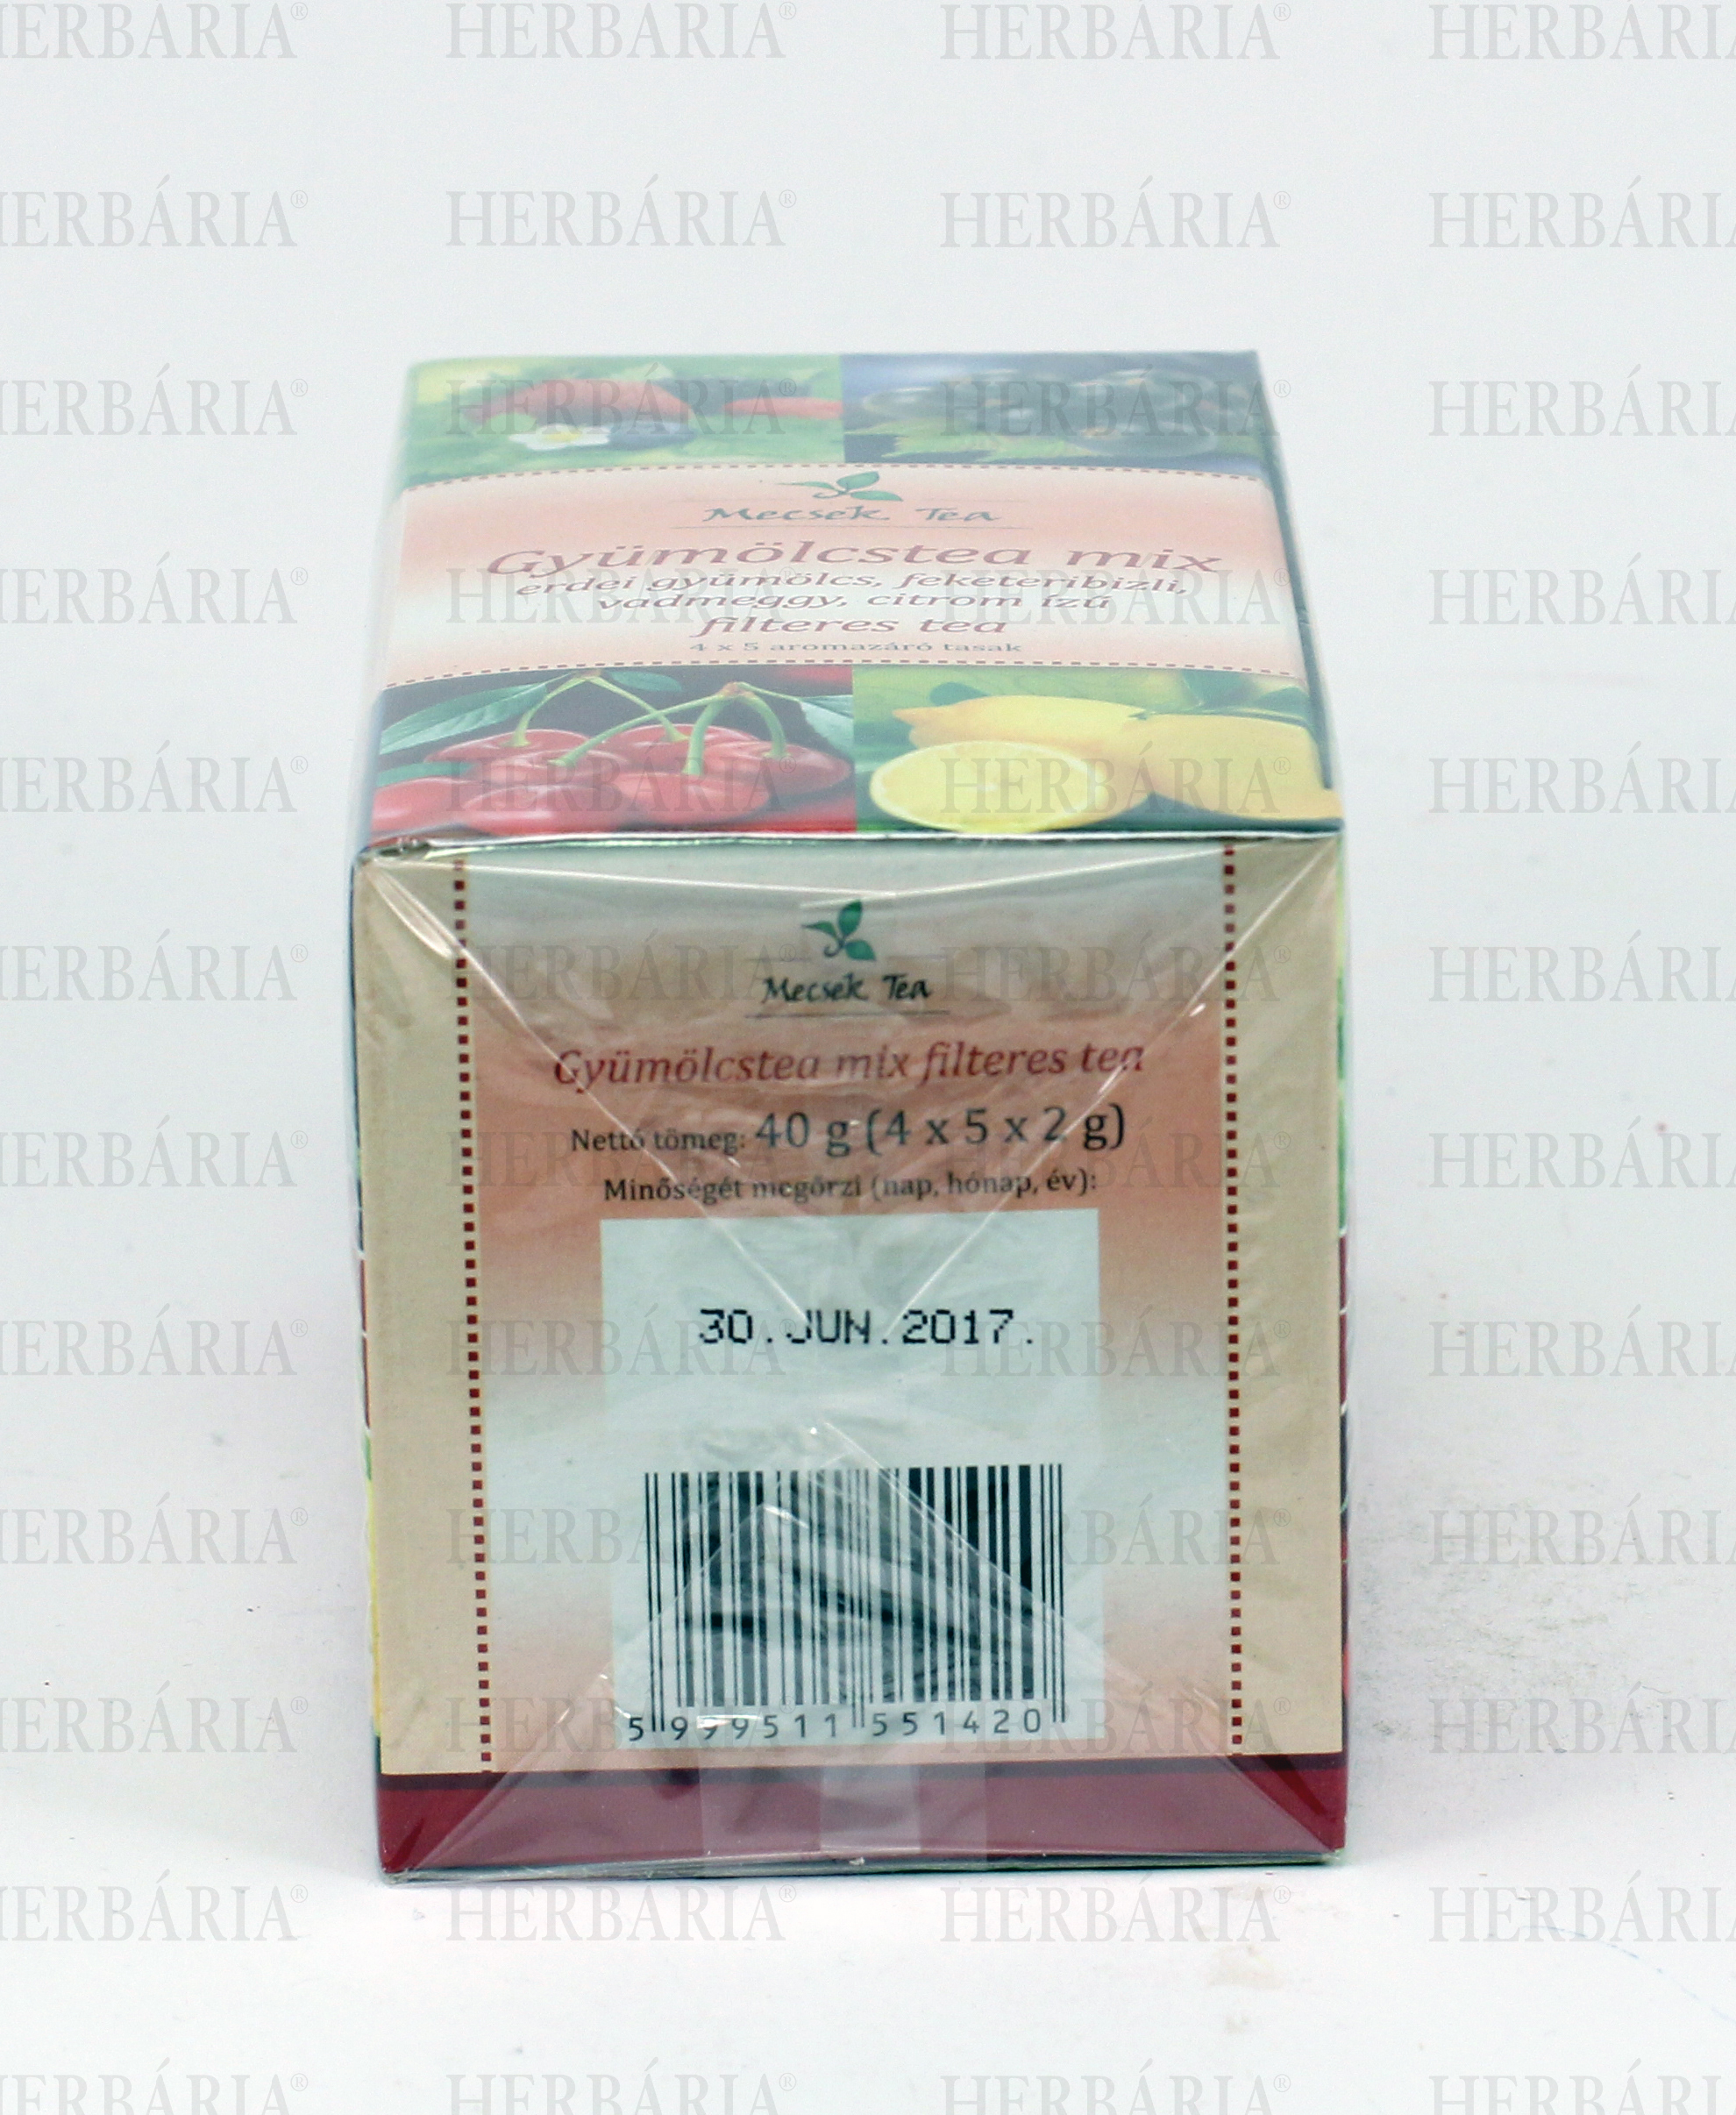 Mecsek Tea
Gyümölcstea mix
erdei gyümölcs, feketeribizli,
vadmeggy, citrom ízű
filteres tea
4 x 5 aromazáró tasak
Mecsek Tea
Gyümölcstea mix filteres tea
Nettó tömeg: 40 g (4 x 5 x 2 g)
Minőségét megőrzi (nap, hónap, év):
30.JUN.2017.
5 999511 551420
HERBÁRIA®